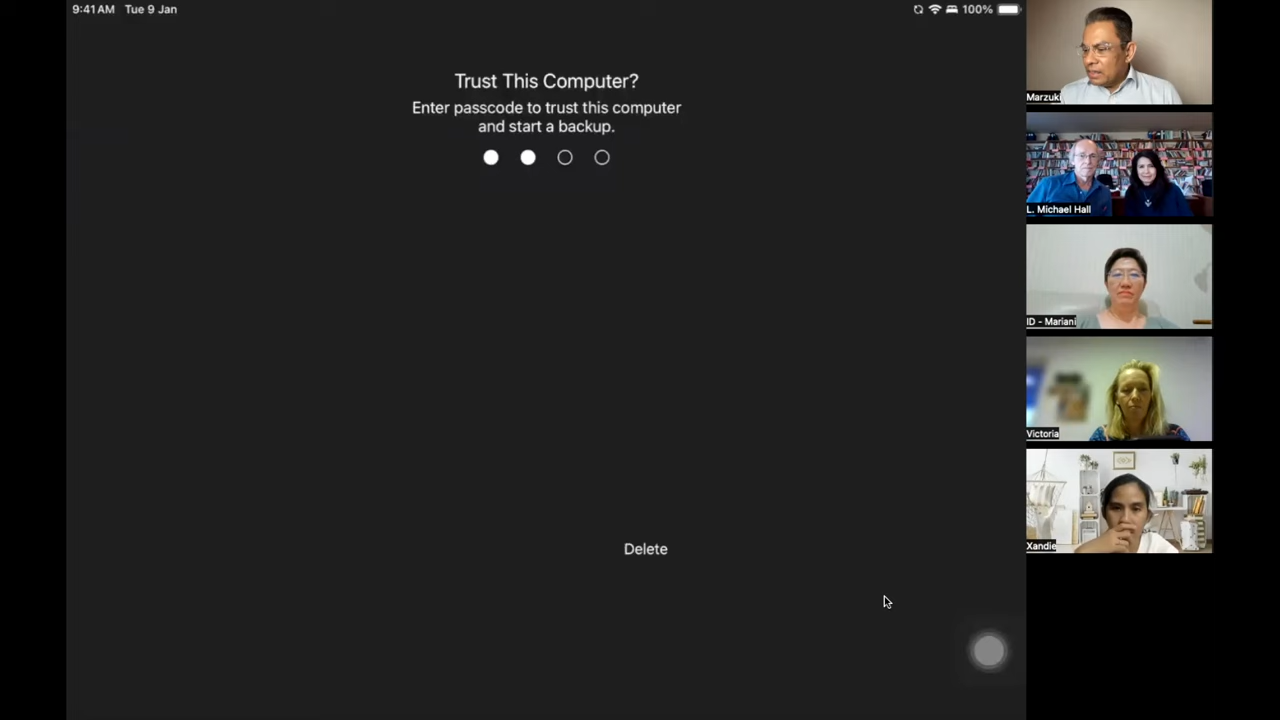 9:41 AM Tue 9 Jan
100%
Trust This Computer?
Enter passcode to trust this computer
and start a backup.
Delete
Marzuki
L. Michael Hall
ID - Mariani
Victoria
Xandie